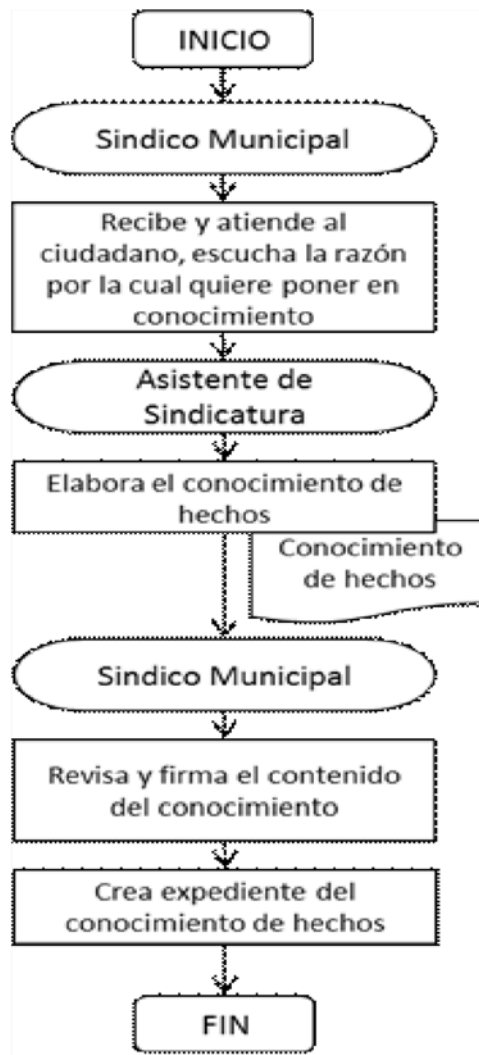 INICIO
Sindico Municipal
Recibe y atiende al
ciudadano, escucha la razón
por la cual quiere poner en
conocimiento
Asistente de
Sindicatura
Elabora el conocimiento de
hechos
Conocimiento
de hechos
Sindico Municipal
Revisa y firma el contenido
del conocimiento
Crea expediente del
conocimiento de hechos
FIN